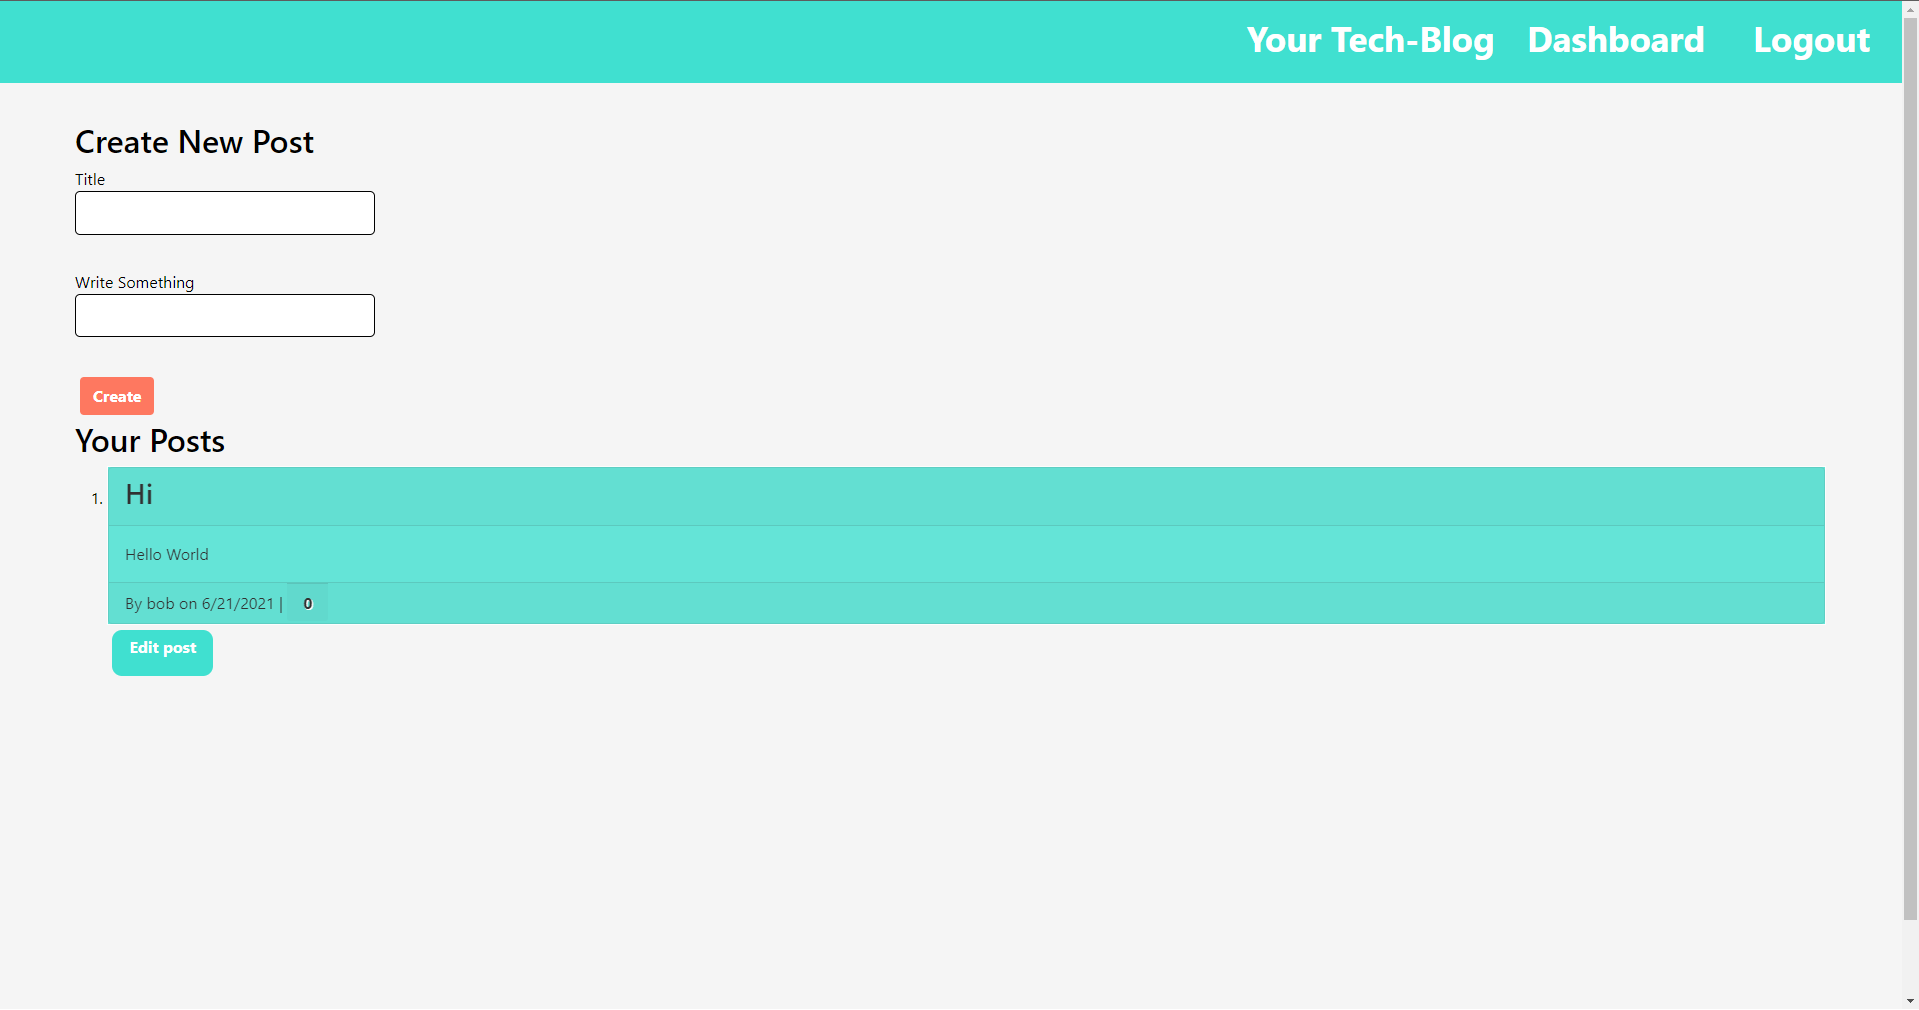 Your Tech-Blog Dashboard Logout
Create New Post
Title
Write Something
Create
Your Posts
1. Hi
Hello World
By bob on 6/21/2021 | 0
Edit post